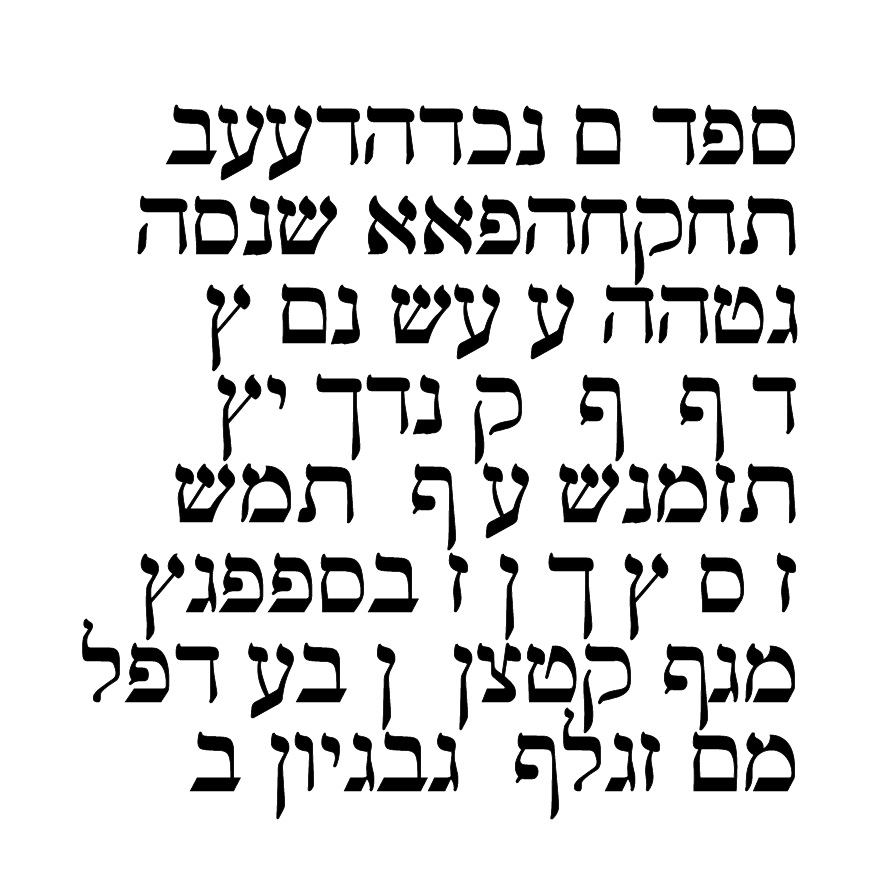 ספד ם נכדהדעעב
תחקחהפאא שנסה
גטהה ע עש נם ץ
ד ף  ף  ק נדך יץ
תזמנש ע ף  תמש
ז ס ץ ך ן ז בספפגץ
מגף קטצן  ן בע דפל
מם זגלף  גבגיון ב